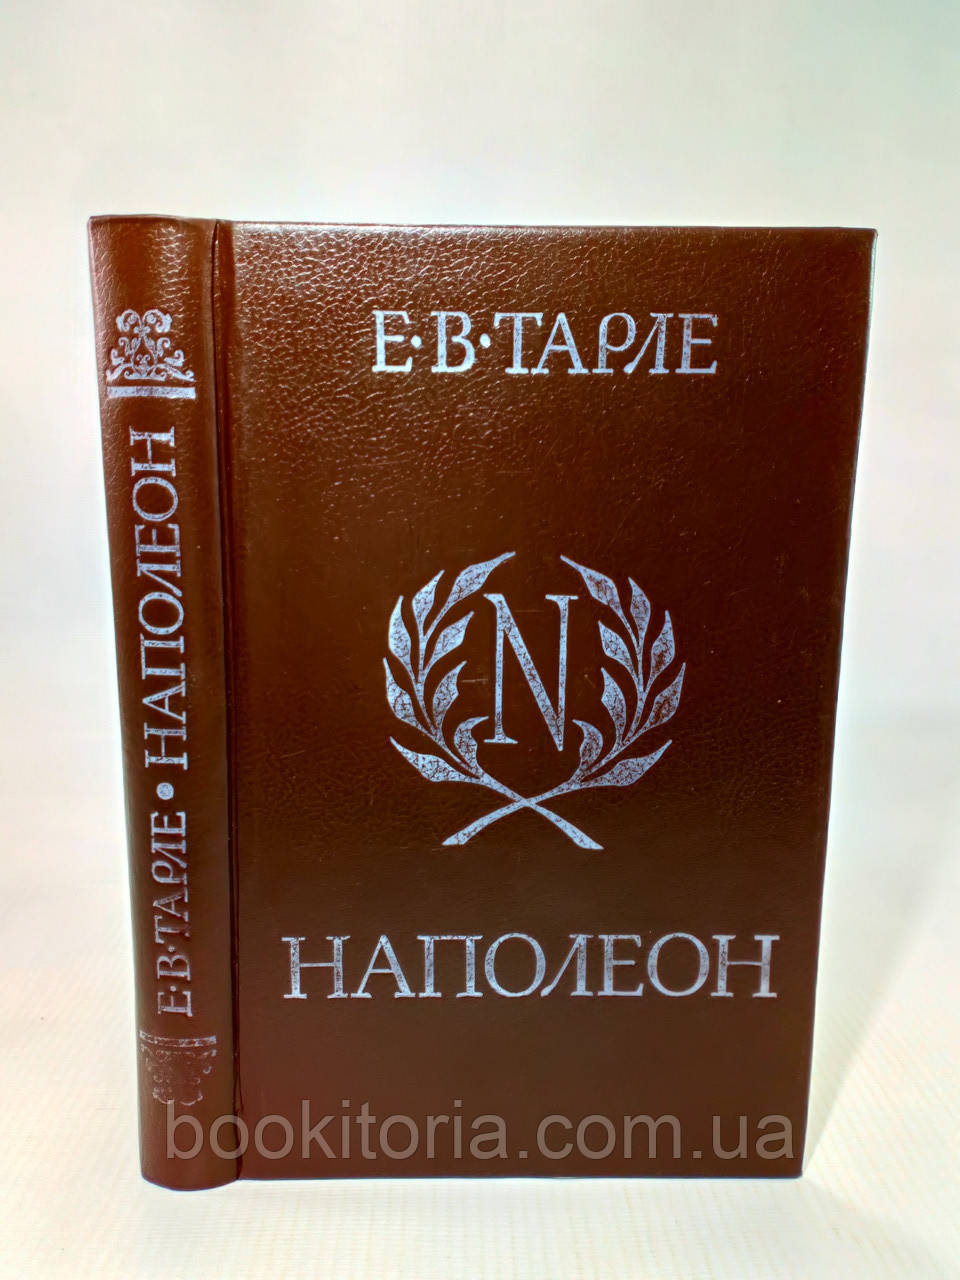 Е·В·ТАРЛЕ
N
НАПОЛЕОН
Е·В·ТАРЛЕ • НАПОЛЕОН
bookitoria.com.ua